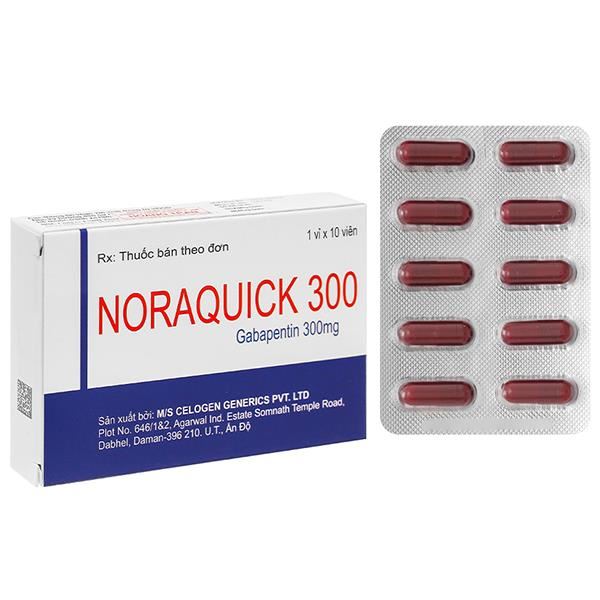 Rx: Thuốc bán theo đơn
1 vỉ x 10 viên
NORAQUICK 300
Gabapentin 300mg
Sản xuất bởi: M/S CELOGEN GENERICS PVT. LTD
Plot No. 646/1&2, Agarwal Ind. Estate Somnath Temple Road,
Dabhel, Daman-396 210. U.T., Ấn Độ